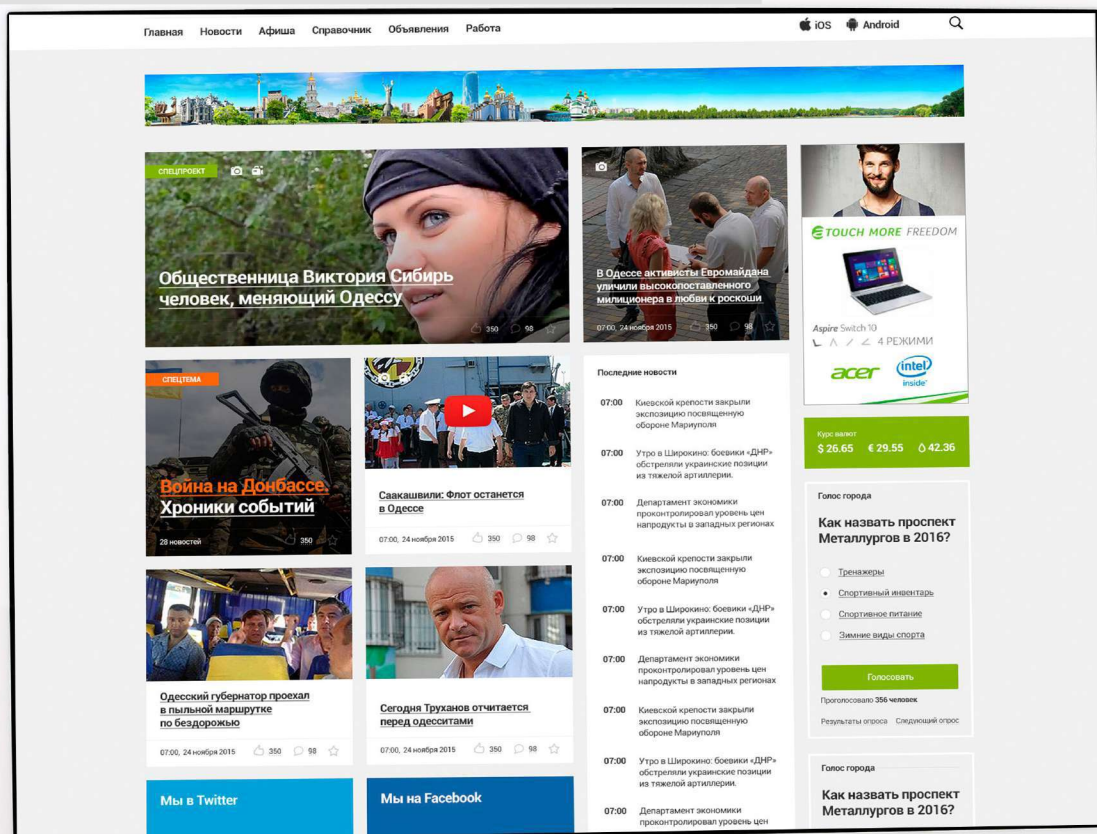 Главная Новости Афиша Справочник Объявления Работа
iOS Android
СПЕЦПРОЕКТ
Общественница Виктория Сибирь
человек, меняющий Одессу
350 98
В Одессе активисты Евромайдана
уличили высокопоставленного
милиционера в любви к роскоши
07:00, 24 ноября 2015 350 98
TOUCH MORE FREEDOM
Aspire Switch 10
4 РЕЖИМИ
acer
intel
inside
СПЕЦТЕМА
Война на Донбассе.
Хроники событий
28 новостей 350
Саакашвили: Флот останется
в Одессе
07:00, 24 ноября 2015 350 98
Одесский губернатор проехал
в пыльной маршрутке
по бездорожью
07:00, 24 ноября 2015 350 98
Сегодня Труханов отчитается
перед одесситами
07:00, 24 ноября 2015 350 98
Мы в Twitter
Мы на Facebook
Последние новости
07:00 Киевской крепости закрыли
экспозицию посвященную
обороне Мариуполя
07:00 Утро в Широкино: боевики «ДНР»
обстреляли украинские позиции
из тяжелой артиллерии.
07:00 Департамент экономики
проконтролировал уровень цен
напродукты в западных регионах
07:00 Киевской крепости закрыли
экспозицию посвященную
обороне Мариуполя
07:00 Утро в Широкино: боевики «ДНР»
обстреляли украинские позиции
из тяжелой артиллерии.
07:00 Департамент экономики
проконтролировал уровень цен
напродукты в западных регионах
07:00 Киевской крепости закрыли
экспозицию посвященную
обороне Мариуполя
07:00 Утро в Широкино: боевики «ДНР»
обстреляли украинские позиции
из тяжелой артиллерии.
07:00 Департамент экономики
проконтролировал уровень цен
Курс валют
$ 26.65 € 29.55 42.36
Голос города
Как назвать проспект
Металлургов в 2016?
Тренажеры
Спортивный инвентарь
Спортивное питание
Зимние виды спорта
Голосовать
Проголосовало 356 человек
Результаты опроса Следующий опрос
Голос города
Как назвать проспект
Металлургов в 2016?